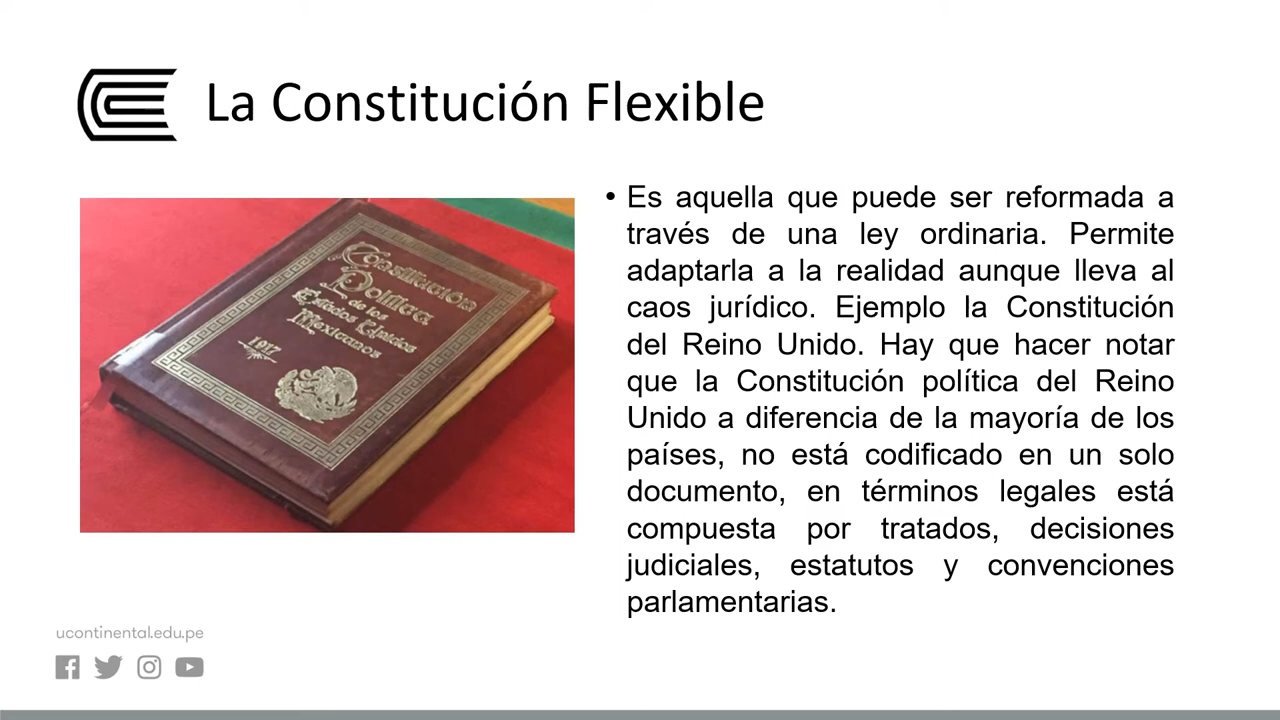 La Constitución Flexible
Constitución
Política
de los
Estados Unidos
Mexicanos
1917
• Es aquella que puede ser reformada a
través de una ley ordinaria. Permite
adaptarla a la realidad aunque lleva al
caos jurídico. Ejemplo la Constitución
del Reino Unido. Hay que hacer notar
que la Constitución política del Reino
Unido a diferencia de la mayoría de los
países, no está codificado en un solo
documento, en términos legales está
compuesta por tratados, decisiones
judiciales, estatutos y convenciones
parlamentarias.
ucontinental.edu.pe